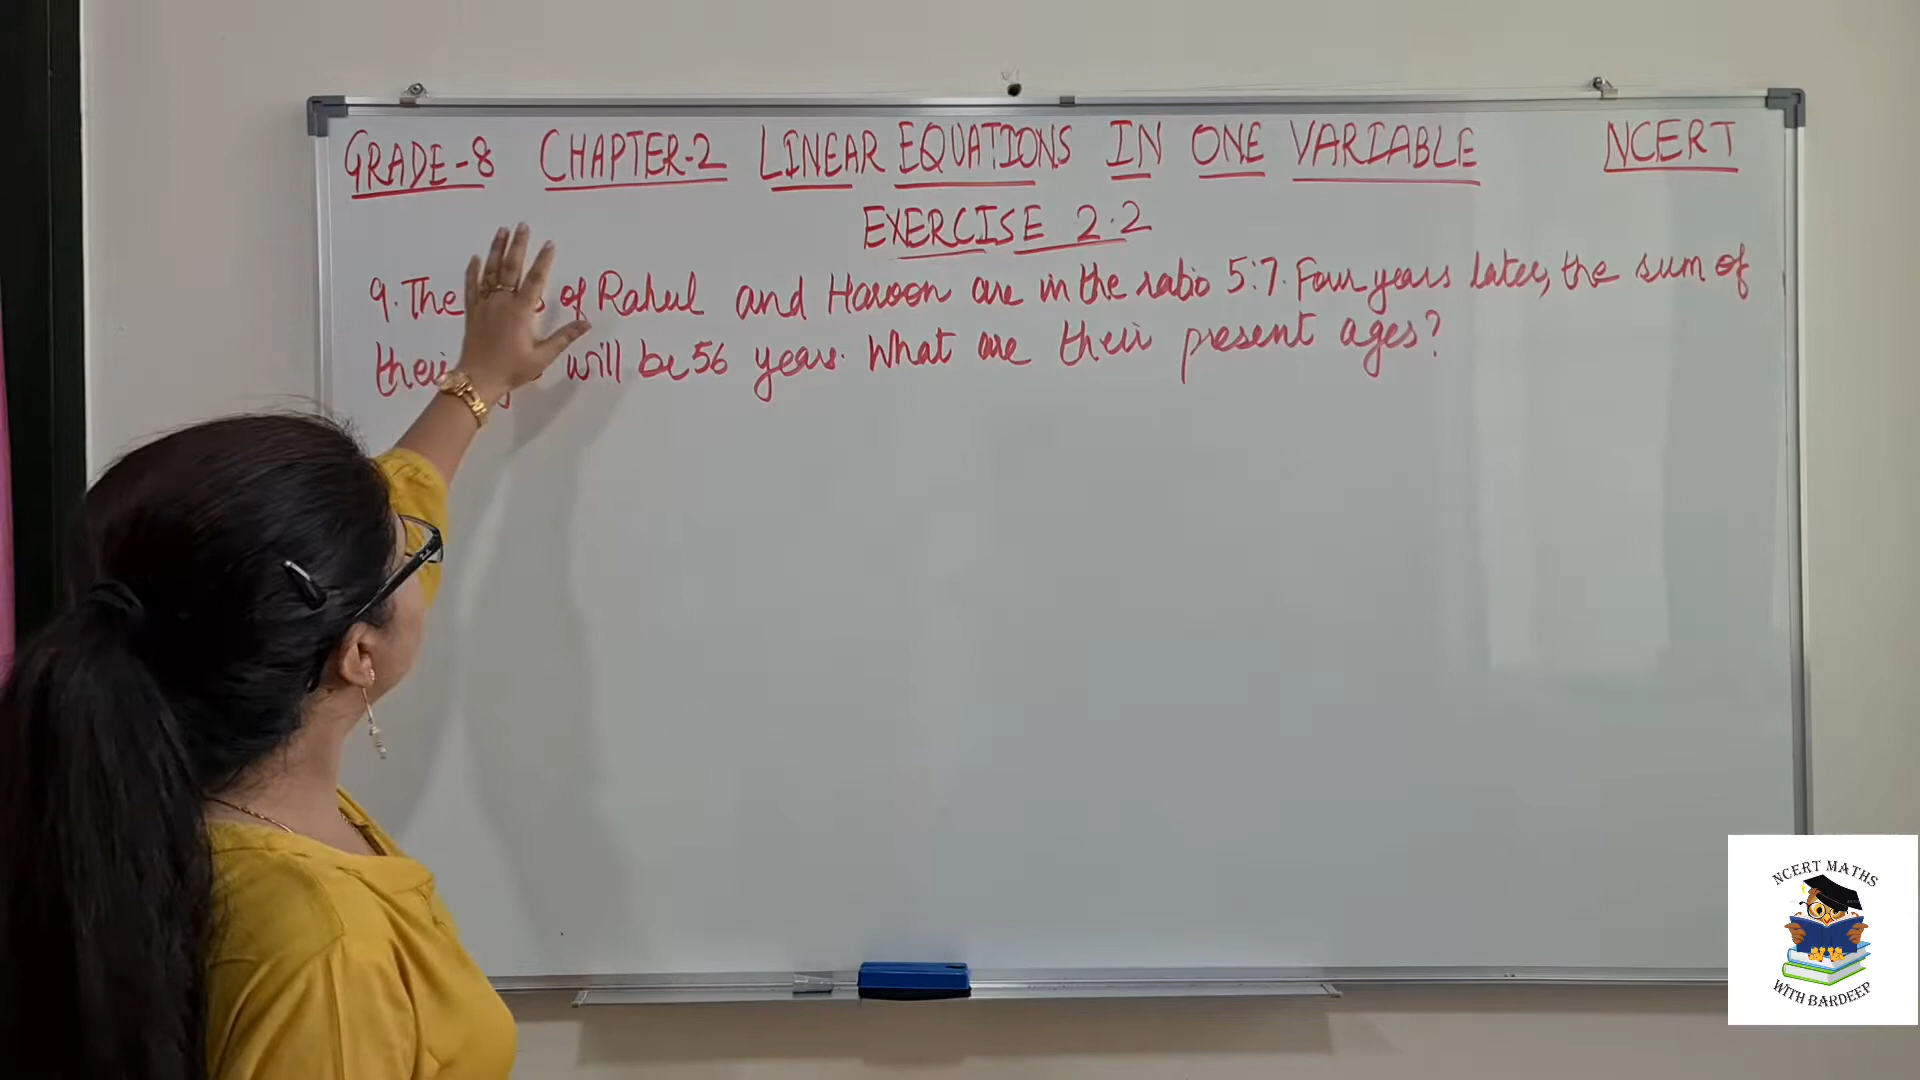 GRADE-8 CHAPTER-2 LINEAR EQUATIONS IN ONE VARIABLE NCERT
EXERCISE 2.2
9. The of Rahul and Haroon are in the ratio 5:7. Four years later, the sum of
their will be 56 years. What are their present ages?
NCERT MATHS
WITH BARDEEP